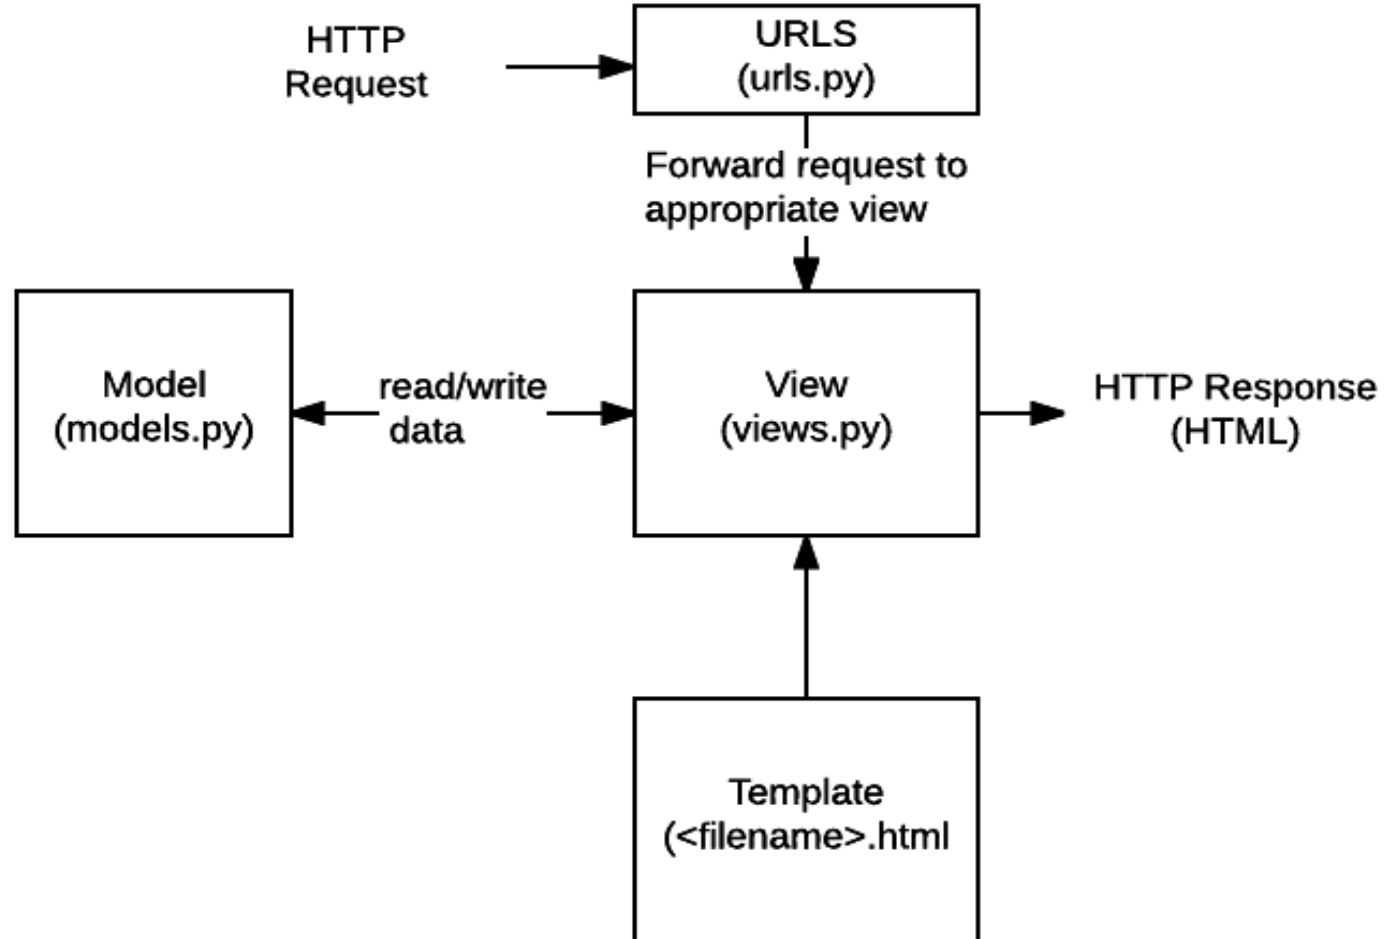 HTTP
Request
URLS
(urls.py)
Forward request to
appropriate view
Model
(models.py)
read/write
data
View
(views.py)
HTTP Response
(HTML)
Template
(<filename>.html